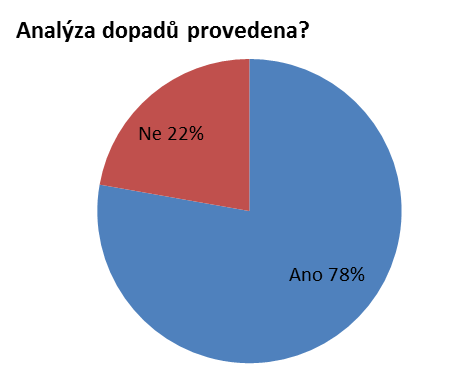 Analýza dopadů provedena?
Ne 22%
Ano 78%